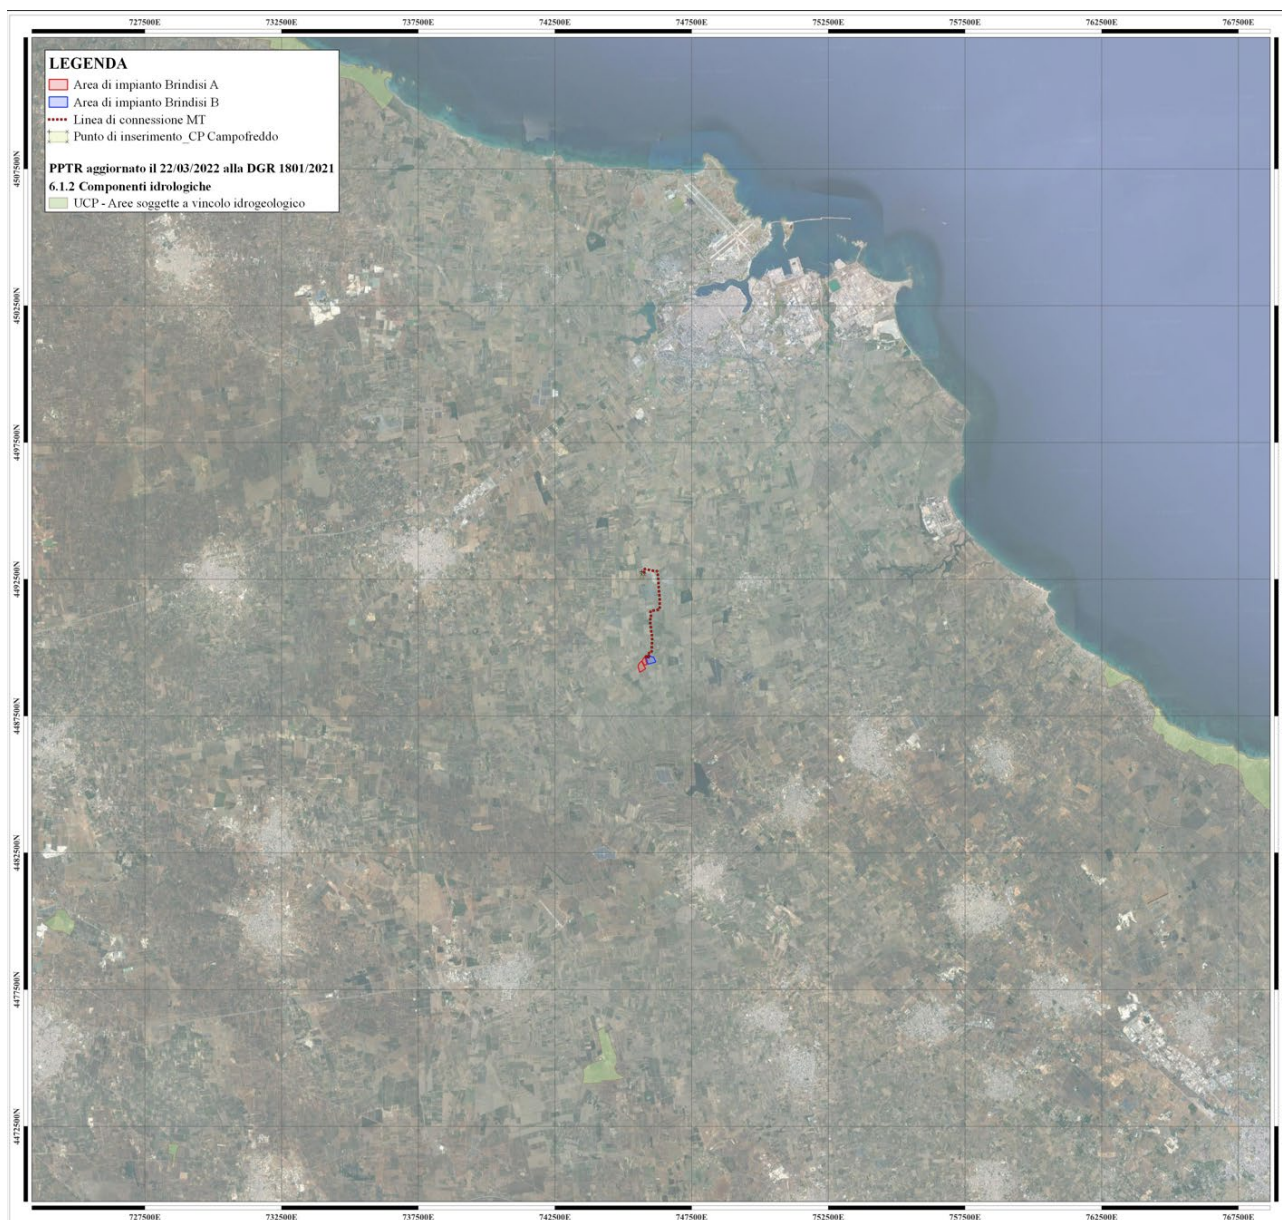 727500E 732500E 737500E 742500E 747500E 752500E 757500E 762500E 767500E
LEGENDA
Area di impianto Brindisi A
Area di impianto Brindisi B
Linea di connessione MT
Punto di inserimento_CP Campofreddo
PPTR aggiornato il 22/03/2022 alla DGR 1801/2021
6.1.2 Componenti idrologiche
UCP - Aree soggette a vincolo idrogeologico
4507500N
4502500N
4497500N
4492500N
4487500N
4482500N
4477500N
4472500N
727500E 732500E 737500E 742500E 747500E 752500E 757500E 762500E 767500E